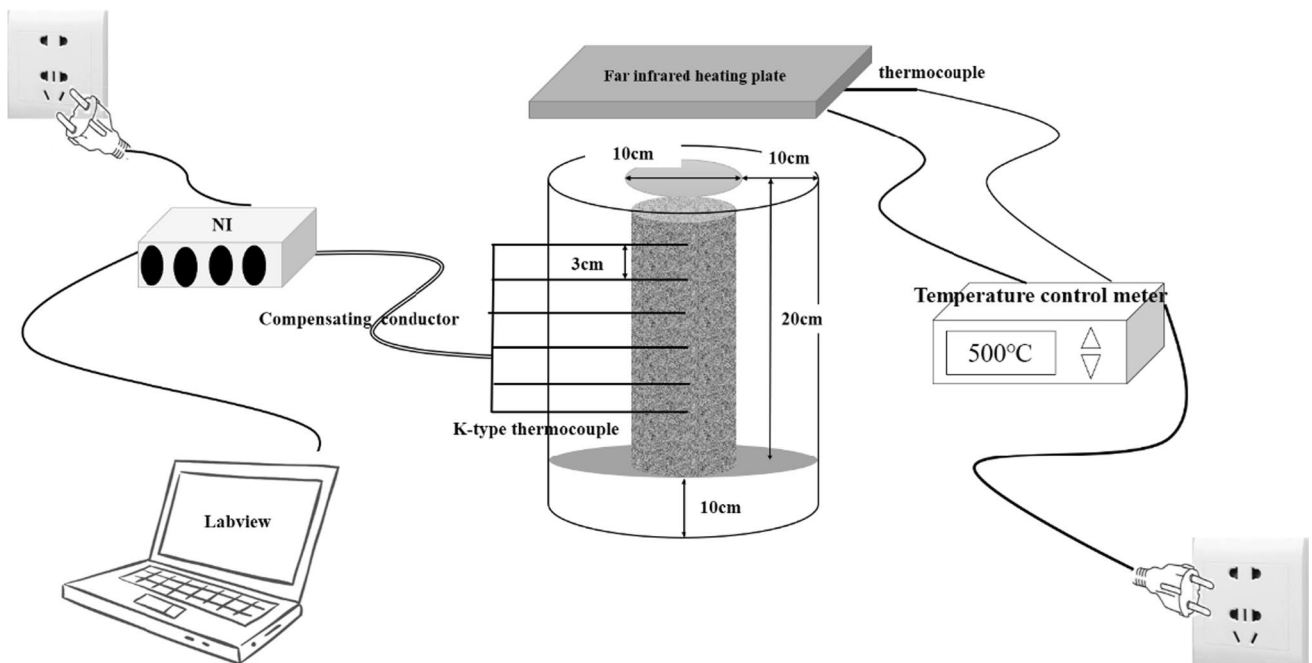 Far infrared heating plate
thermocouple
10cm
10cm
NI
3cm
Compensating conductor
20cm
Temperature control meter
500℃
K-type thermocouple
10cm
Labview